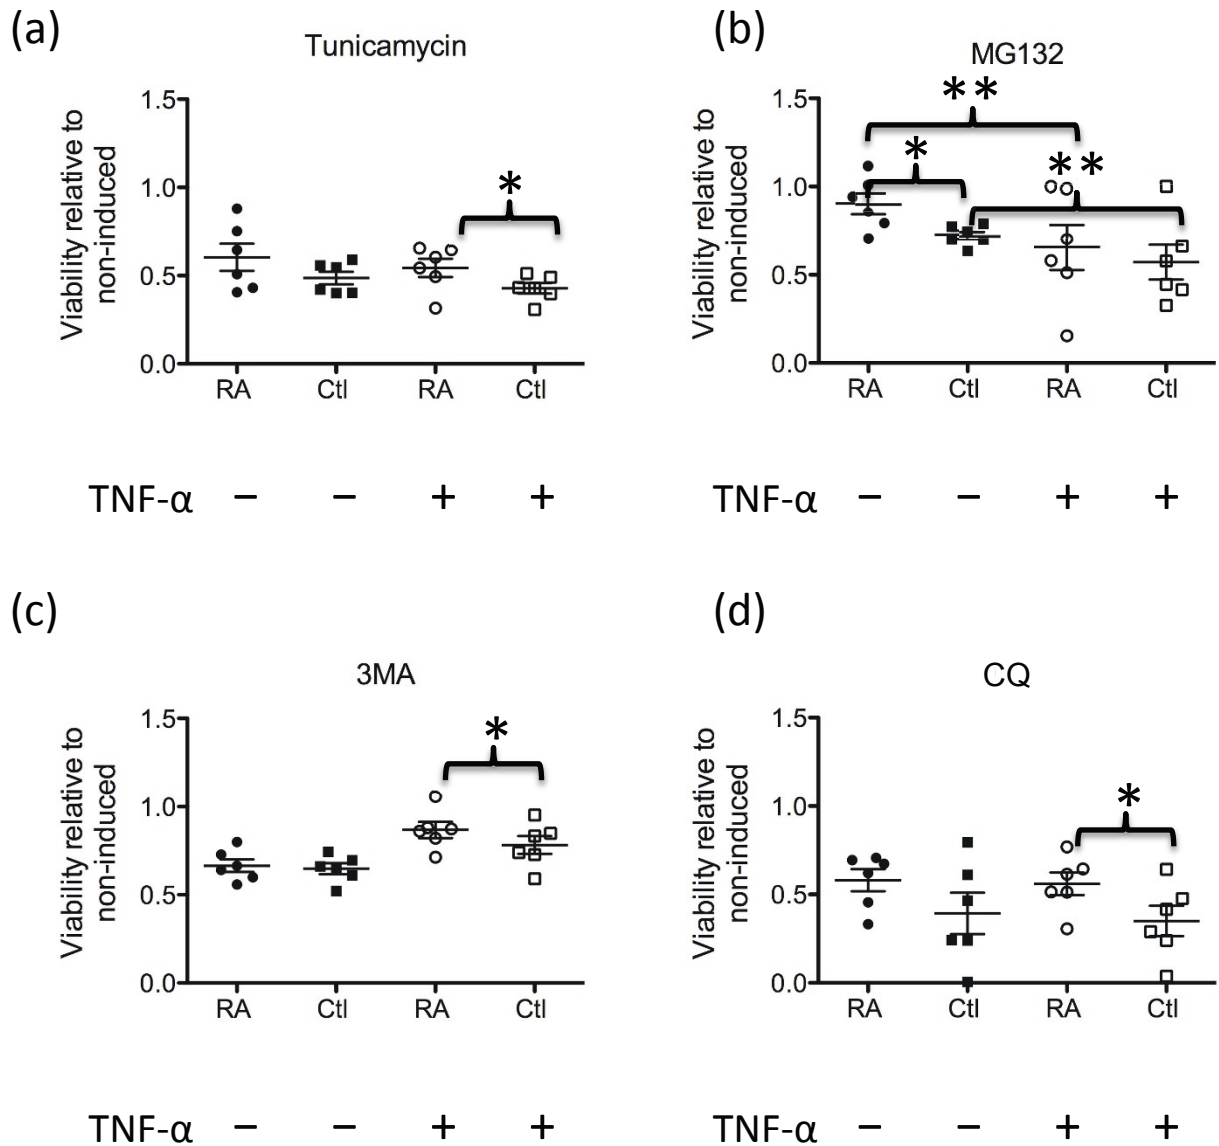 (a)
Tunicamycin
Viability relative to
non-induced
1.5
1.0
0.5
0.0
*
RA Ctl RA Ctl
TNF-α − − + +
(b)
MG132
Viability relative to
non-induced
1.5
1.0
0.5
0.0
**
*
**
RA Ctl RA Ctl
TNF-α − − + +
(c)
3MA
Viability relative to
non-induced
1.5
1.0
0.5
0.0
*
RA Ctl RA Ctl
TNF-α − − + +
(d)
CQ
Viability relative to
non-induced
1.5
1.0
0.5
0.0
*
RA Ctl RA Ctl
TNF-α − − + +